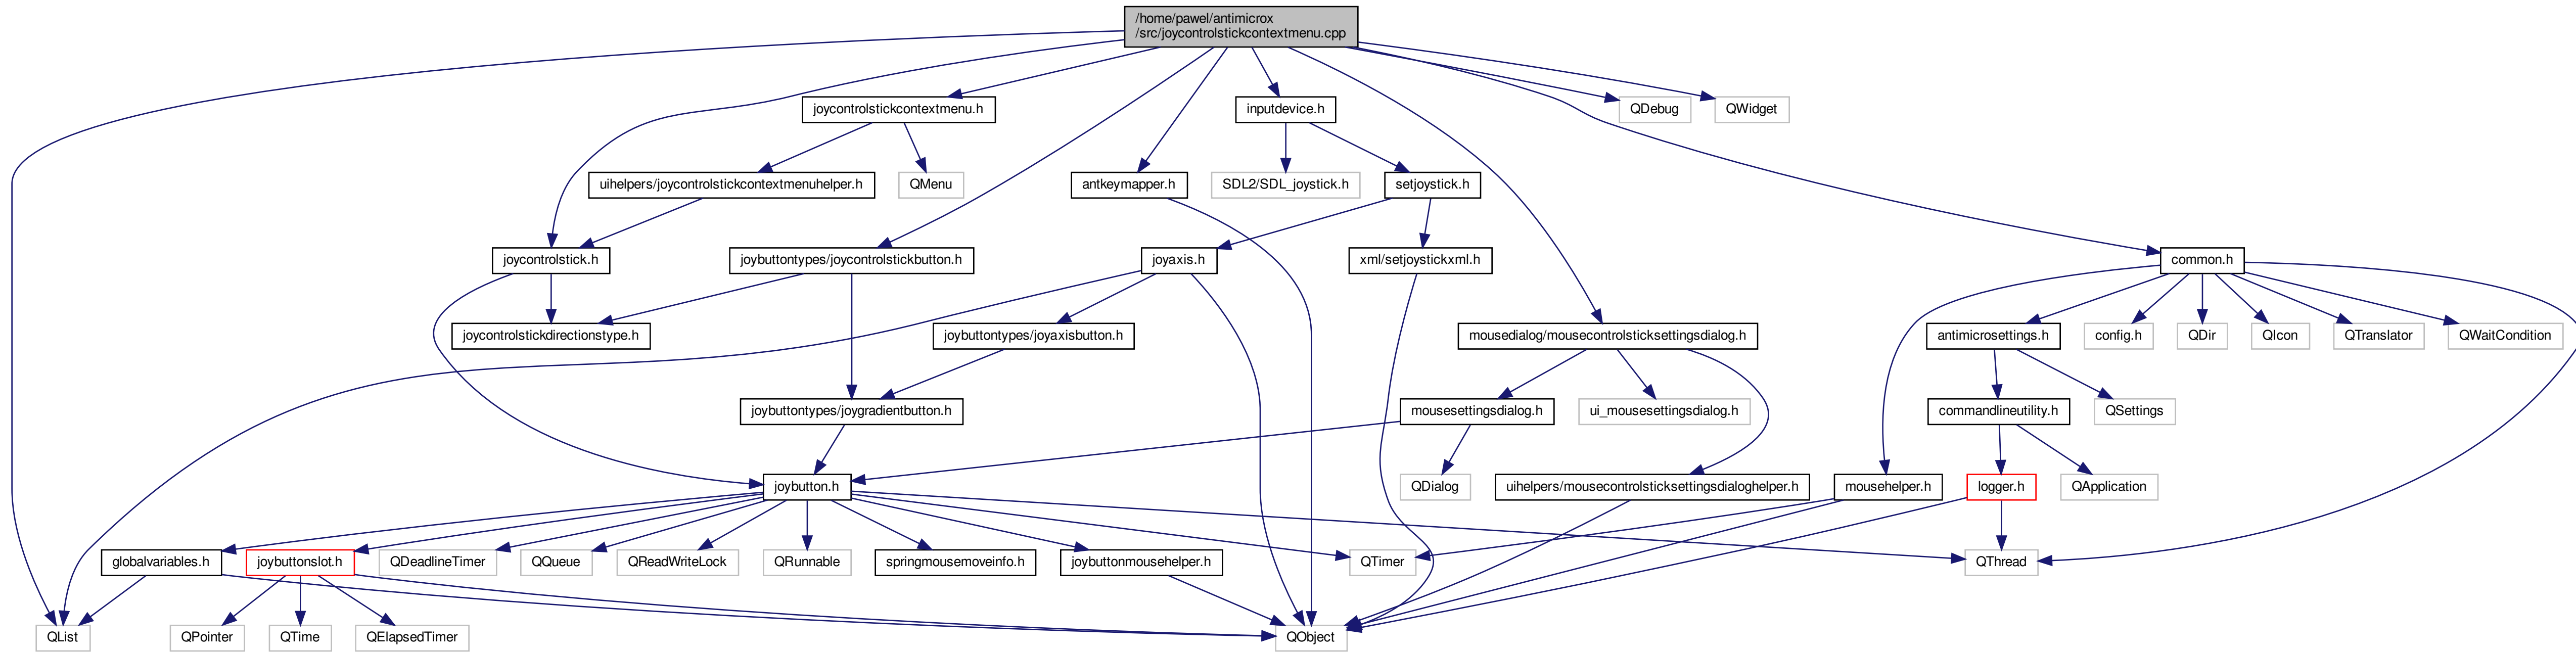 /home/pawel/antimicrox
/src/joycontrolstickcontextmenu.cpp
joycontrolstickcontextmenu.h
inputdevice.h
QDebug
QWidget
uihelpers/joycontrolstickcontextmenuhelper.h
QMenu
antkeymapper.h
SDL2/SDL_joystick.h
setjoystick.h
joycontrolstick.h
joybuttontypes/joycontrolstickbutton.h
joyaxis.h
xml/setjoystickxml.h
common.h
joycontrolstickdirectionstype.h
joybuttontypes/joyaxisbutton.h
mousedialog/mousecontrolsticksettingsdialog.h
antimicrosettings.h
config.h
QDir
QIcon
QTranslator
QWaitCondition
joybuttontypes/joygradientbutton.h
mousesettingsdialog.h
ui_mousesettingsdialog.h
commandlineutility.h
QSettings
joybutton.h
QDialog
uihelpers/mousecontrolsticksettingsdialoghelper.h
mousehelper.h
logger.h
QApplication
globalvariables.h
joybuttonslot.h
QDeadlineTimer
QQueue
QReadWriteLock
QRunnable
springmousemoveinfo.h
joybuttonmousehelper.h
QTimer
QThread
QList
QPointer
QTime
QElapsedTimer
QObject